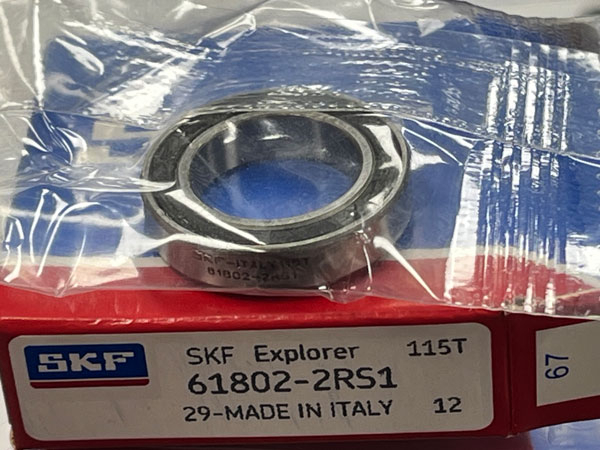 SKF-ITALY
61802-2RS1
SKF
SKF Explorer 115T
61802-2RS1
29-MADE IN ITALY 12
67